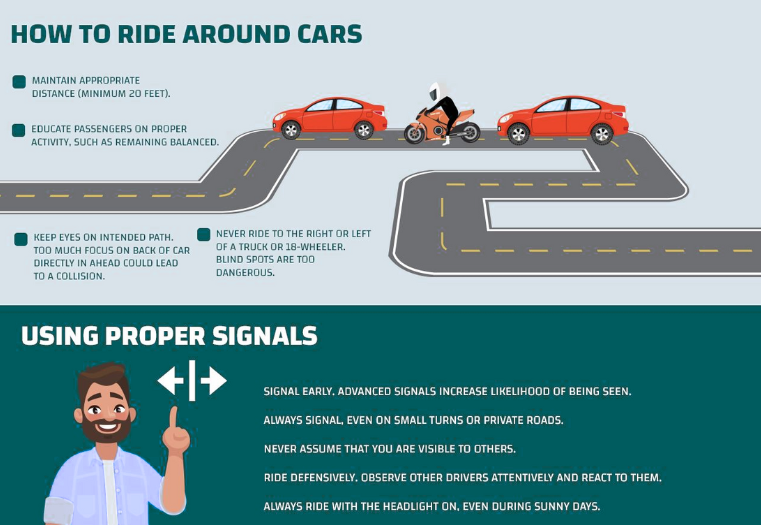 HOW TO RIDE AROUND CARS
MAINTAIN APPROPRIATE
DISTANCE (MINIMUM 20 FEET).
EDUCATE PASSENGERS ON PROPER
ACTIVITY, SUCH AS REMAINING BALANCED.
KEEP EYES ON INTENDED PATH.
TOO MUCH FOCUS ON BACK OF CAR
DIRECTLY IN AHEAD COULD LEAD
TO A COLLISION.
NEVER RIDE TO THE RIGHT OR LEFT
OF A TRUCK OR 18-WHEELER.
BLIND SPOTS ARE TOO
DANGEROUS.
USING PROPER SIGNALS
SIGNAL EARLY. ADVANCED SIGNALS INCREASE LIKELIHOOD OF BEING SEEN.
ALWAYS SIGNAL, EVEN ON SMALL TURNS OR PRIVATE ROADS.
NEVER ASSUME THAT YOU ARE VISIBLE TO OTHERS.
RIDE DEFENSIVELY. OBSERVE OTHER DRIVERS ATTENTIVELY AND REACT TO THEM.
ALWAYS RIDE WITH THE HEADLIGHT ON, EVEN DURING SUNNY DAYS.